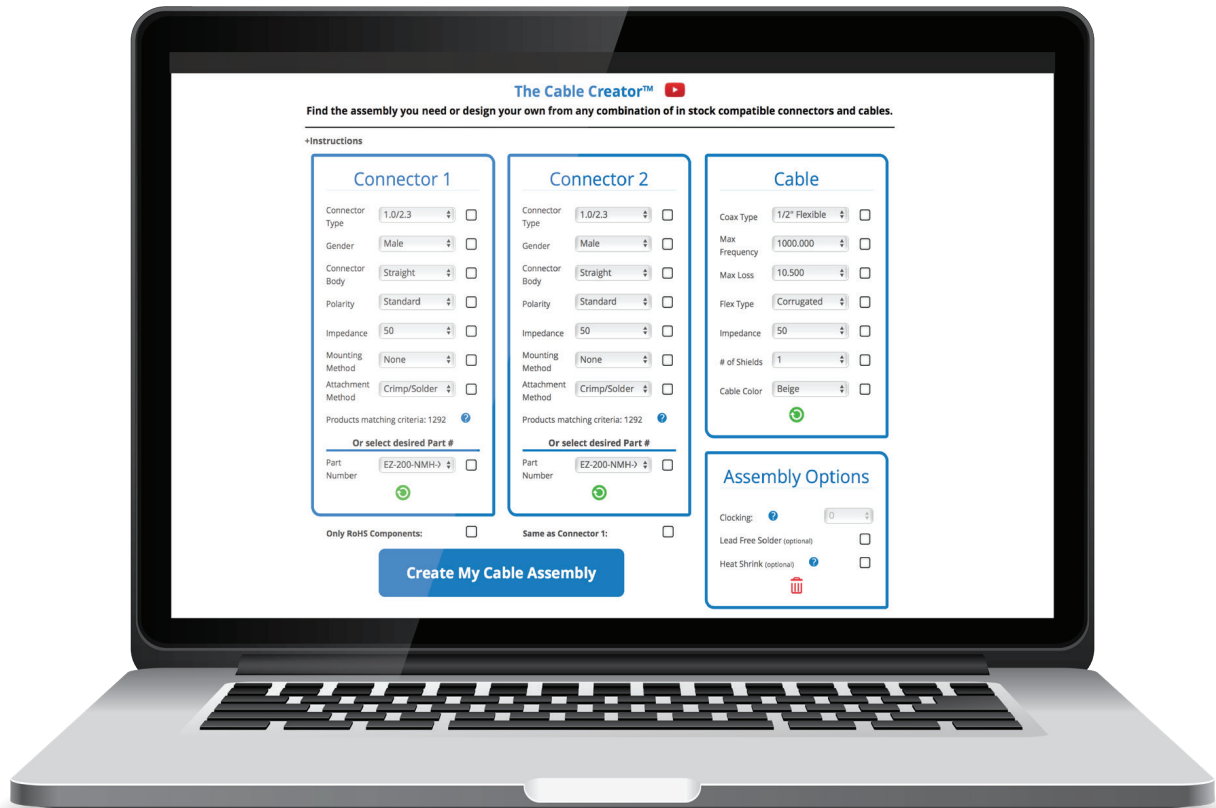 The Cable Creator™
Find the assembly you need or design your own from any combination of in stock compatible connectors and cables.
+Instructions
Connector 1
Connector Type
1.0/2.3
Gender
Male
Connector Body
Straight
Polarity
Standard
Impedance
50
Mounting Method
None
Attachment Method
Crimp/Solder
Products matching criteria: 1292 ?
Or select desired Part #
Part Number
EZ-200-NMH-X
Only RoHS Components:
Connector 2
Connector Type
1.0/2.3
Gender
Male
Connector Body
Straight
Polarity
Standard
Impedance
50
Mounting Method
None
Attachment Method
Crimp/Solder
Products matching criteria: 1292 ?
Or select desired Part #
Part Number
EZ-200-NMH-X
Same as Connector 1:
Create My Cable Assembly
Cable
Coax Type
1/2" Flexible
Max Frequency
1000.000
Max Loss
10.500
Flex Type
Corrugated
Impedance
50
# of Shields
1
Cable Color
Beige
Assembly Options
Clocking: ?
0
Lead Free Solder (optional)
Heat Shrink (optional) ?